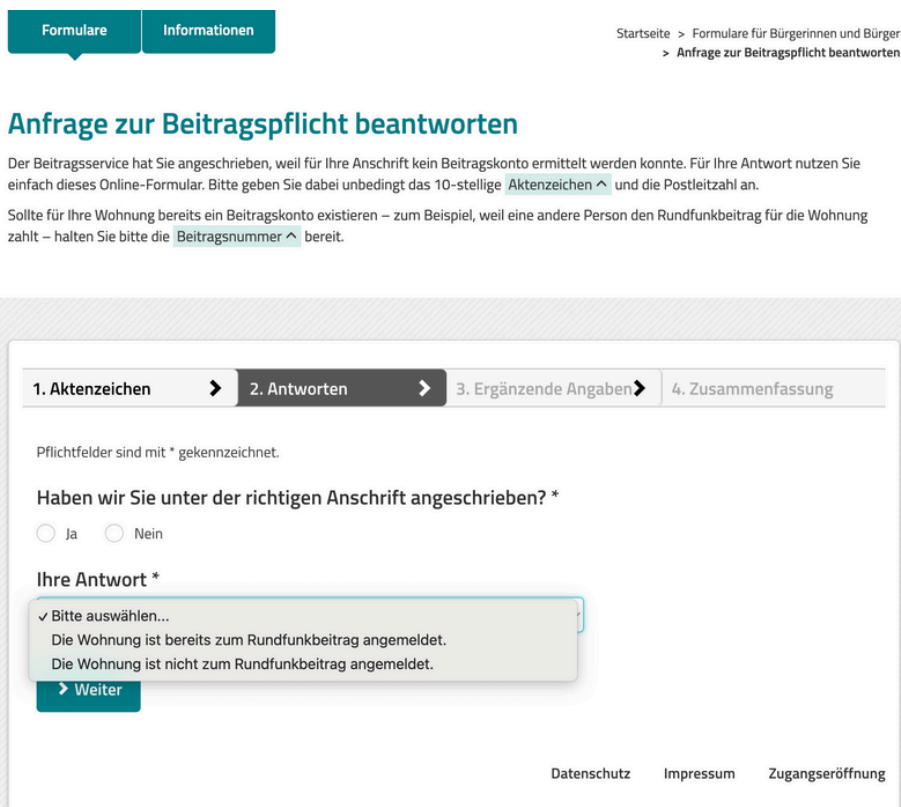 Formulare Informationen
Startseite > Formulare für Bürgerinnen und Bürger
> Anfrage zur Beitragspflicht beantworten
Anfrage zur Beitragspflicht beantworten
Der Beitragsservice hat Sie angeschrieben, weil für Ihre Anschrift kein Beitragskonto ermittelt werden konnte. Für Ihre Antwort nutzen Sie
einfach dieses Online-Formular. Bitte geben Sie dabei unbedingt das 10-stellige Aktenzeichen und die Postleitzahl an.
Sollte für Ihre Wohnung bereits ein Beitragskonto existieren – zum Beispiel, weil eine andere Person den Rundfunkbeitrag für die Wohnung
zahlt – halten Sie bitte die Beitragsnummer bereit.
1. Aktenzeichen 2. Antworten 3. Ergänzende Angaben 4. Zusammenfassung
Pflichtfelder sind mit * gekennzeichnet.
Haben wir Sie unter der richtigen Anschrift angeschrieben? *
Ja Nein
Ihre Antwort *
✓ Bitte auswählen...
Die Wohnung ist bereits zum Rundfunkbeitrag angemeldet.
Die Wohnung ist nicht zum Rundfunkbeitrag angemeldet.
Weiter
Datenschutz Impressum Zugangseröffnung